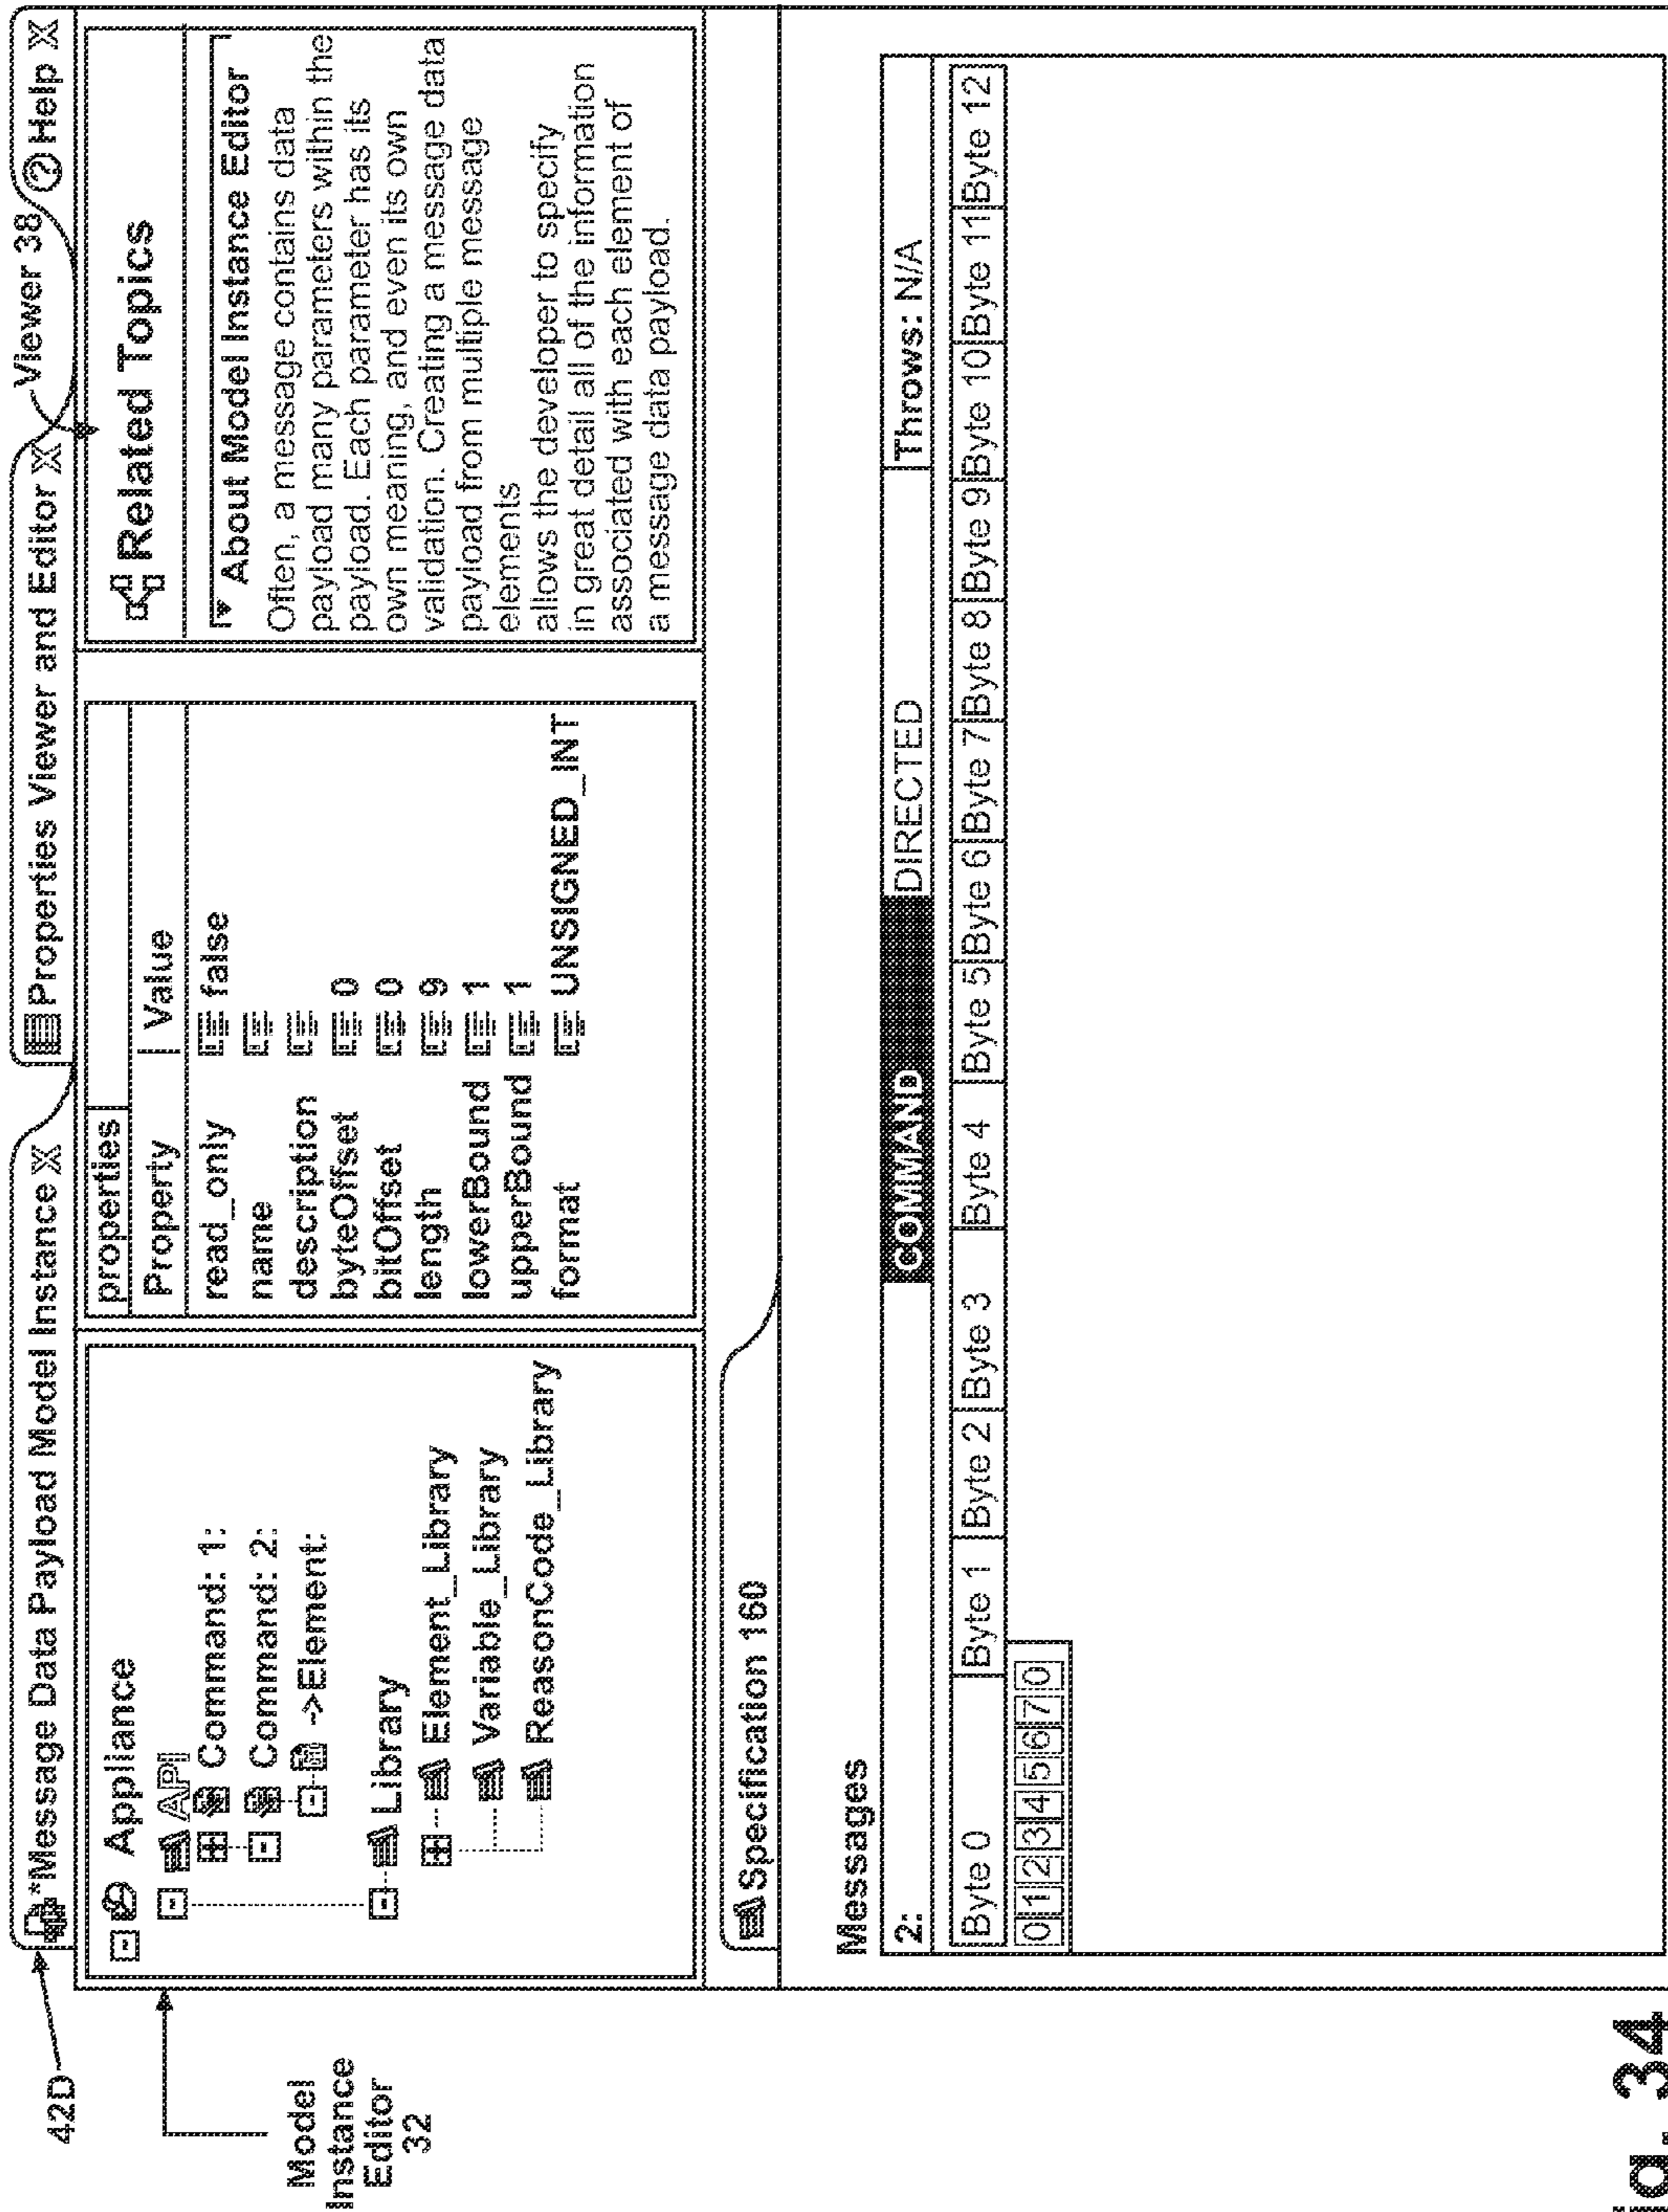 42D
*Message Data Payload Model Instance X
Properties Viewer and Editor X
Viewer 38
Help X
Model
Instance
Editor
32
Appliance
API
Command: 1:
Command: 2:
->Element:
Library
Element_Library
Variable_Library
ReasonCode_Library
properties
Property | Value
read_only false
name
description
byteOffset 0
bitOffset 0
length 9
lowerBound 1
upperBound 1
format UNSIGNED_INT
Related Topics
About Model Instance Editor
Often, a message contains data
payload many parameters within the
payload. Each parameter has its
own meaning, and even its own
validation. Creating a message data
payload from multiple message
elements
allows the developer to specify
in great detail all of the information
associated with each element of
a message data payload.
Specification 160
Messages
2: COMMAND DIRECTED Throws: N/A
Byte 0 Byte 1 Byte 2 Byte 3 Byte 4 Byte 5 Byte 6 Byte 7 Byte 8 Byte 9 Byte 10 Byte 11 Byte 12
0 1 2 3 4 5 6 7 0
ig. 34